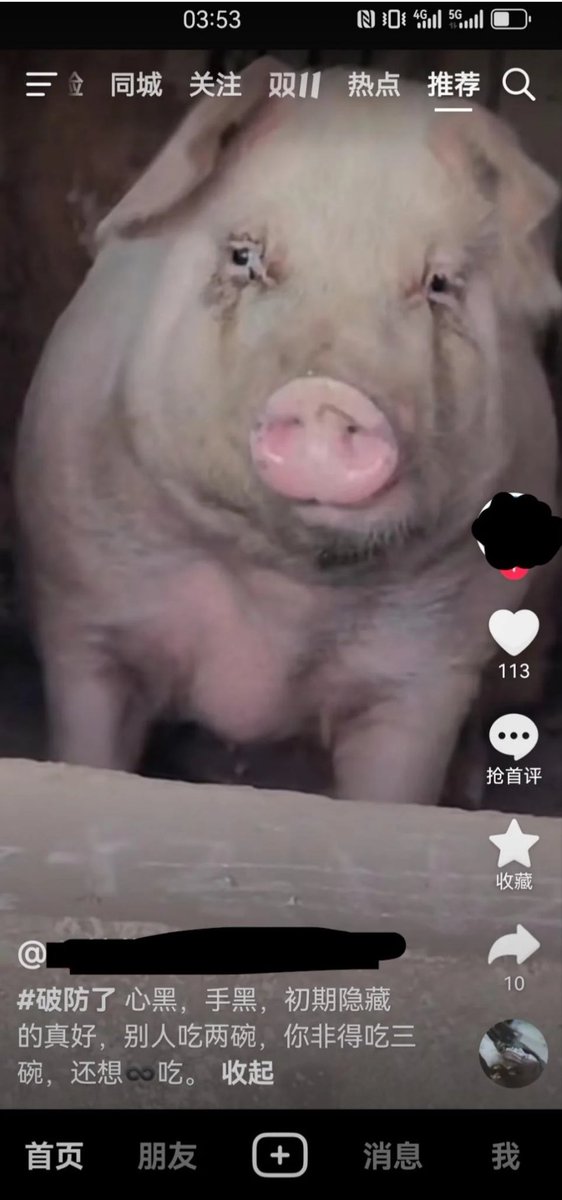 03:53
4G 5G
同城 关注 双11 热点 推荐
113
抢首评
收藏
10
@
#破防了 心黑，手黑，初期隐藏
的真好，别人吃两碗，你非得吃三
碗，还想∞吃。 收起
首页 朋友 消息 我